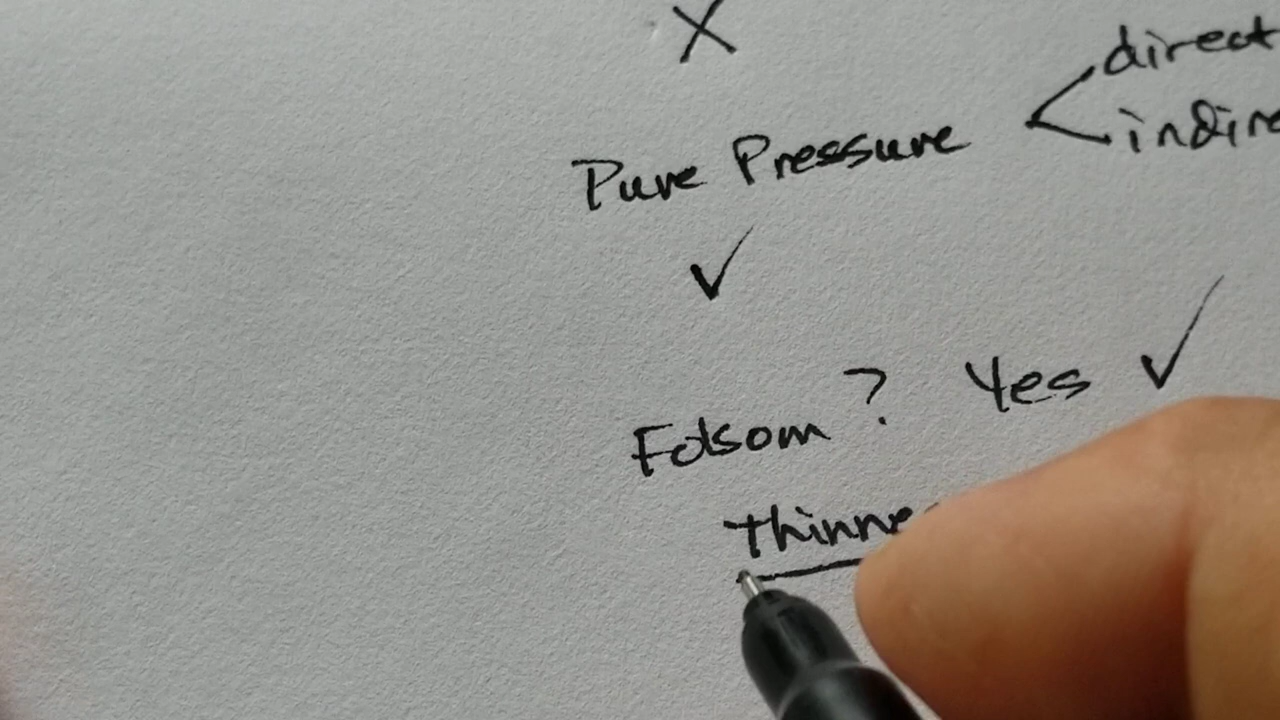 X
direct
Pure Pressure
✓
Folsom? Yes ✓